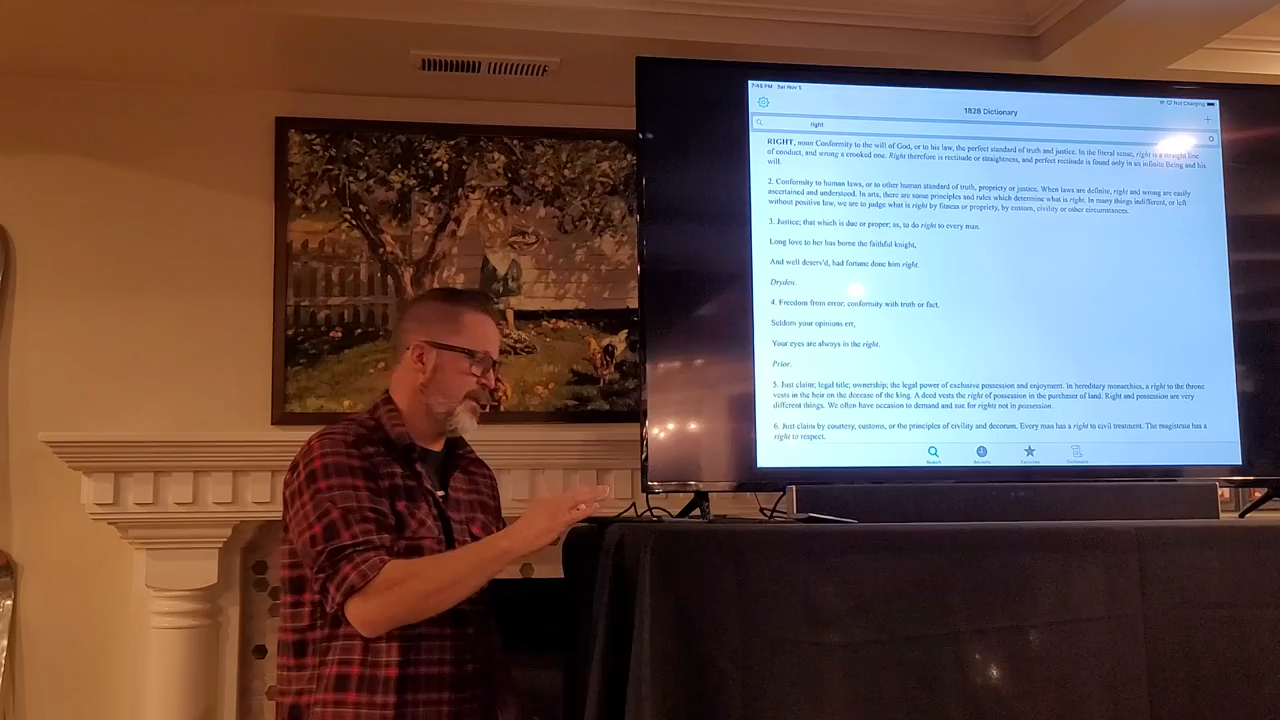 7:45 PM Sat Nov 5
Not Charging
1828 Dictionary
right
RIGHT, noun Conformity to the will of God, or to his law, the perfect standard of truth and justice. In the literal sense, right is a straight line
of conduct, and wrong a crooked one. Right therefore is rectitude or straightness, and perfect rectitude is found only in an infinite Being and his
will.
2. Conformity to human laws, or to other human standard of truth, propriety or justice. When laws are definite, right and wrong are easily
ascertained and understood. In arts, there are some principles and rules which determine what is right. In many things indifferent, or left
without positive law, we are to judge what is right by fitness or propriety, by custom, civility or other circumstances.
3. Justice; that which is due or proper; as, to do right to every man.
Long love to her has borne the faithful knight,
And well deserv'd, had fortune done him right.
Dryden.
4. Freedom from error; conformity with truth or fact.
Seldom your opinions err,
Your eyes are always in the right.
Prior.
5. Just claim; legal title; ownership; the legal power of exclusive possession and enjoyment. In hereditary monarchies, a right to the throne
vests in the heir on the decease of the king. A deed vests the right of possession in the purchaser of land. Right and possession are very
different things. We often have occasion to demand and sue for rights not in possession.
6. Just claim by courtesy, customs, or the principles of civility and decorum. Every man has a right to civil treatment. The magistrate has a
right to respect.
Search
Recents
Favorites
Dictionary